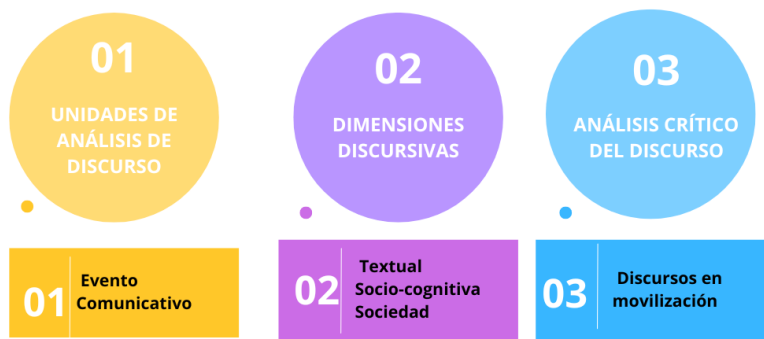 01
UNIDADES DE
ANÁLISIS DE
DISCURSO
02
DIMENSIONES
DISCURSIVAS
03
ANÁLISIS CRÍTICO
DEL DISCURSO
01
Evento
Comunicativo
02
Textual
Socio-cognitiva
Sociedad
03
Discursos en
movilización